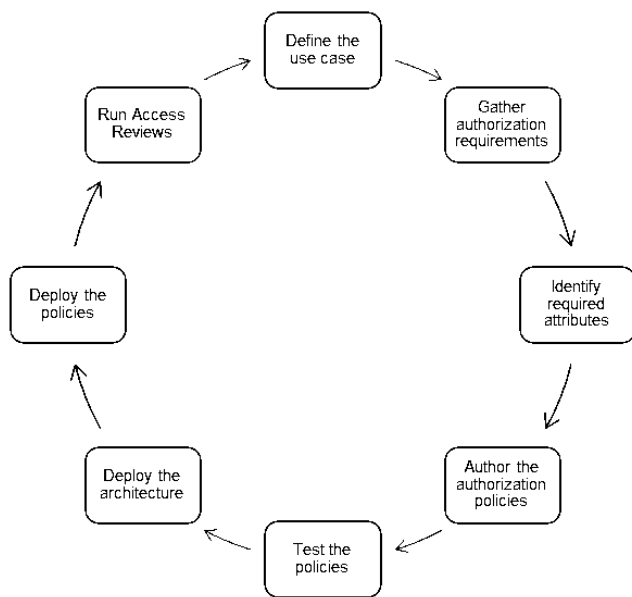 Define the
use case
Gather
authorization
requirements
Identify
required
attributes
Author the
authorization
policies
Test the
policies
Deploy the
architecture
Deploy the
policies
Run Access
Reviews